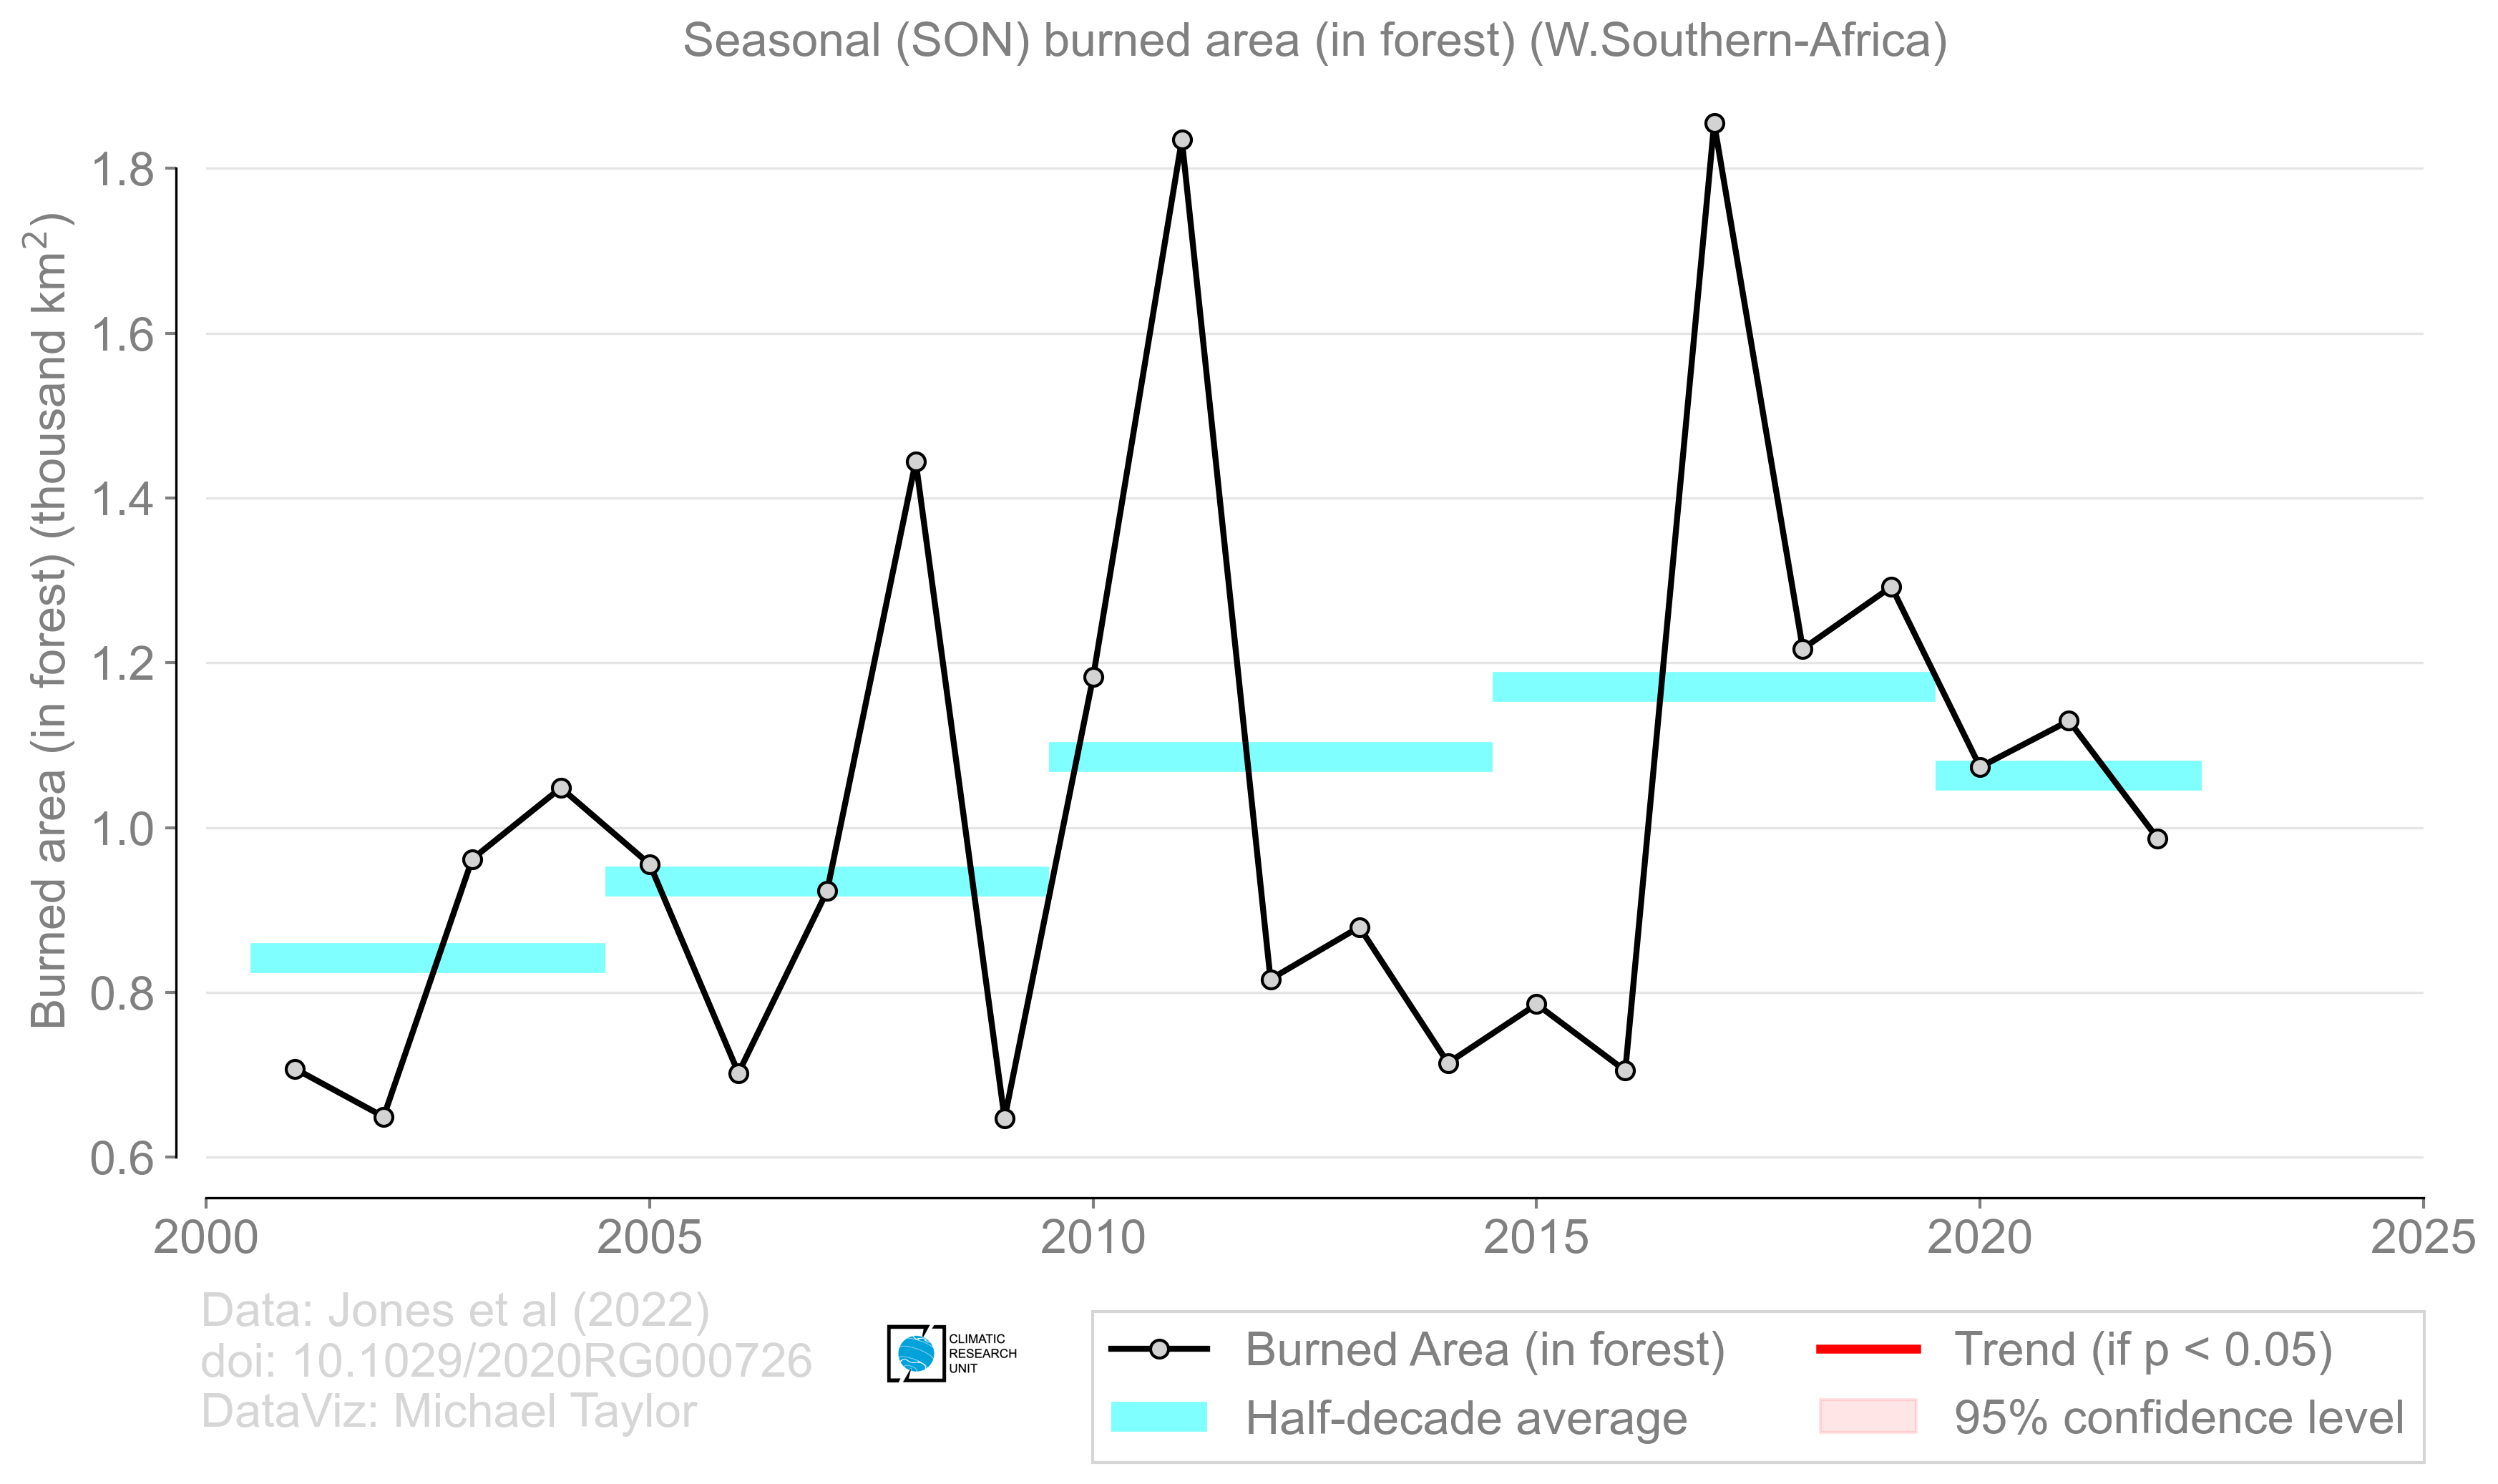 Seasonal (SON) burned area (in forest) (W.Southern-Africa)
Burned area (in forest) (thousand km²)
1.8
1.6
1.4
1.2
1.0
0.8
0.6
2000
2005
2010
2015
2020
2025
Data: Jones et al (2022)
doi: 10.1029/2020RG000726
DataViz: Michael Taylor
CLIMATIC
RESEARCH
UNIT
Burned Area (in forest)
Half-decade average
Trend (if p < 0.05)
95% confidence level